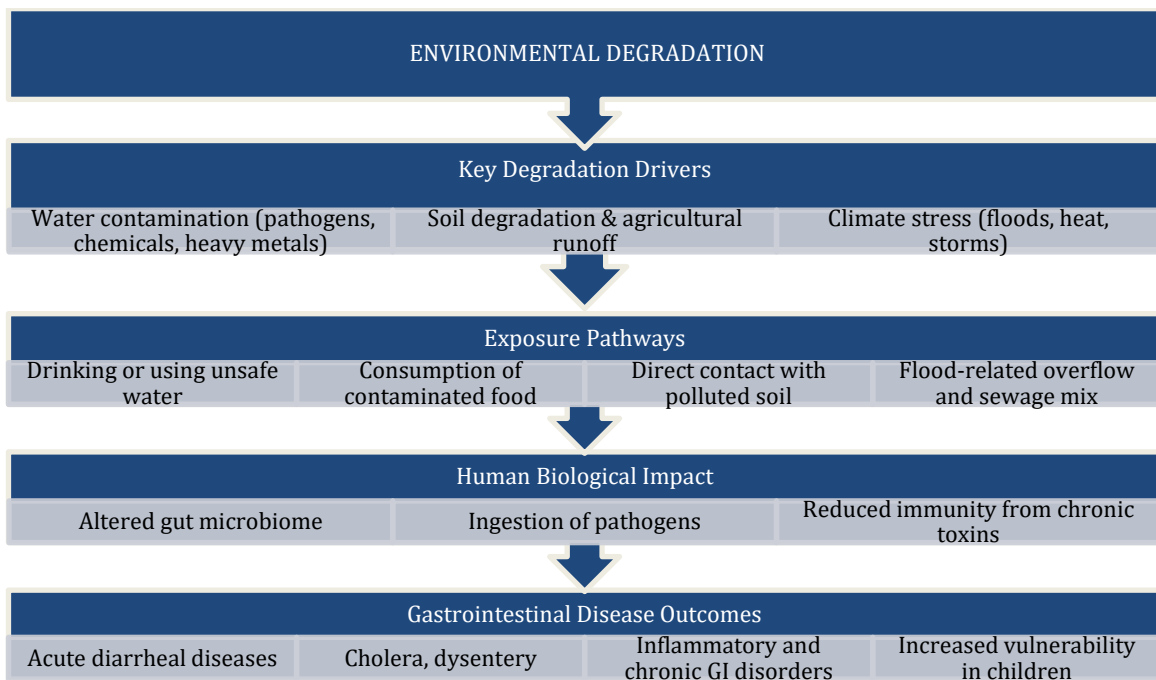 ENVIRONMENTAL DEGRADATION
Key Degradation Drivers
Water contamination (pathogens,
chemicals, heavy metals)
Soil degradation & agricultural
runoff
Climate stress (floods, heat,
storms)
Exposure Pathways
Drinking or using unsafe
water
Consumption of
contaminated food
Direct contact with
polluted soil
Flood-related overflow
and sewage mix
Human Biological Impact
Altered gut microbiome
Ingestion of pathogens
Reduced immunity from chronic
toxins
Gastrointestinal Disease Outcomes
Acute diarrheal diseases
Cholera, dysentery
Inflammatory and
chronic GI disorders
Increased vulnerability
in children